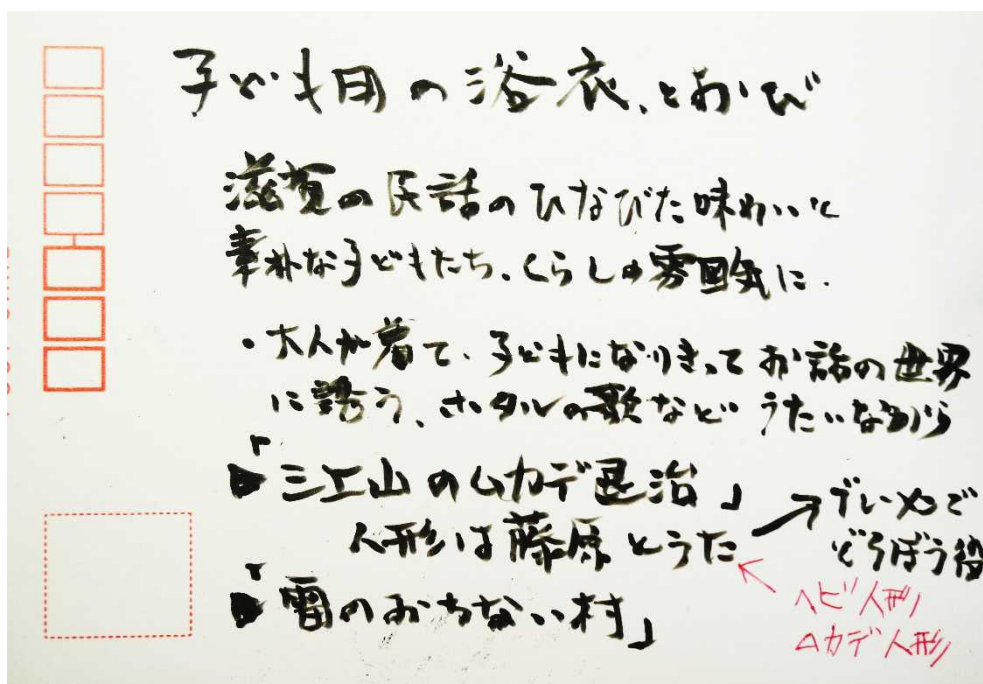 子ども用の浴衣、とおび
滋賀の民話のひなびた味わいと
素朴な子どもたち、くらしの雰囲気に.
・大人が着て、子どもになりきってお話の世界
に誘う、ホタルの歌など うたいながら
▶「三上山のムカデ退治」
人形は藤原とうた
→ブレーメンで
どろぼう役
ヘビ人形
ムカデ人形
▶「雷のおちない村」